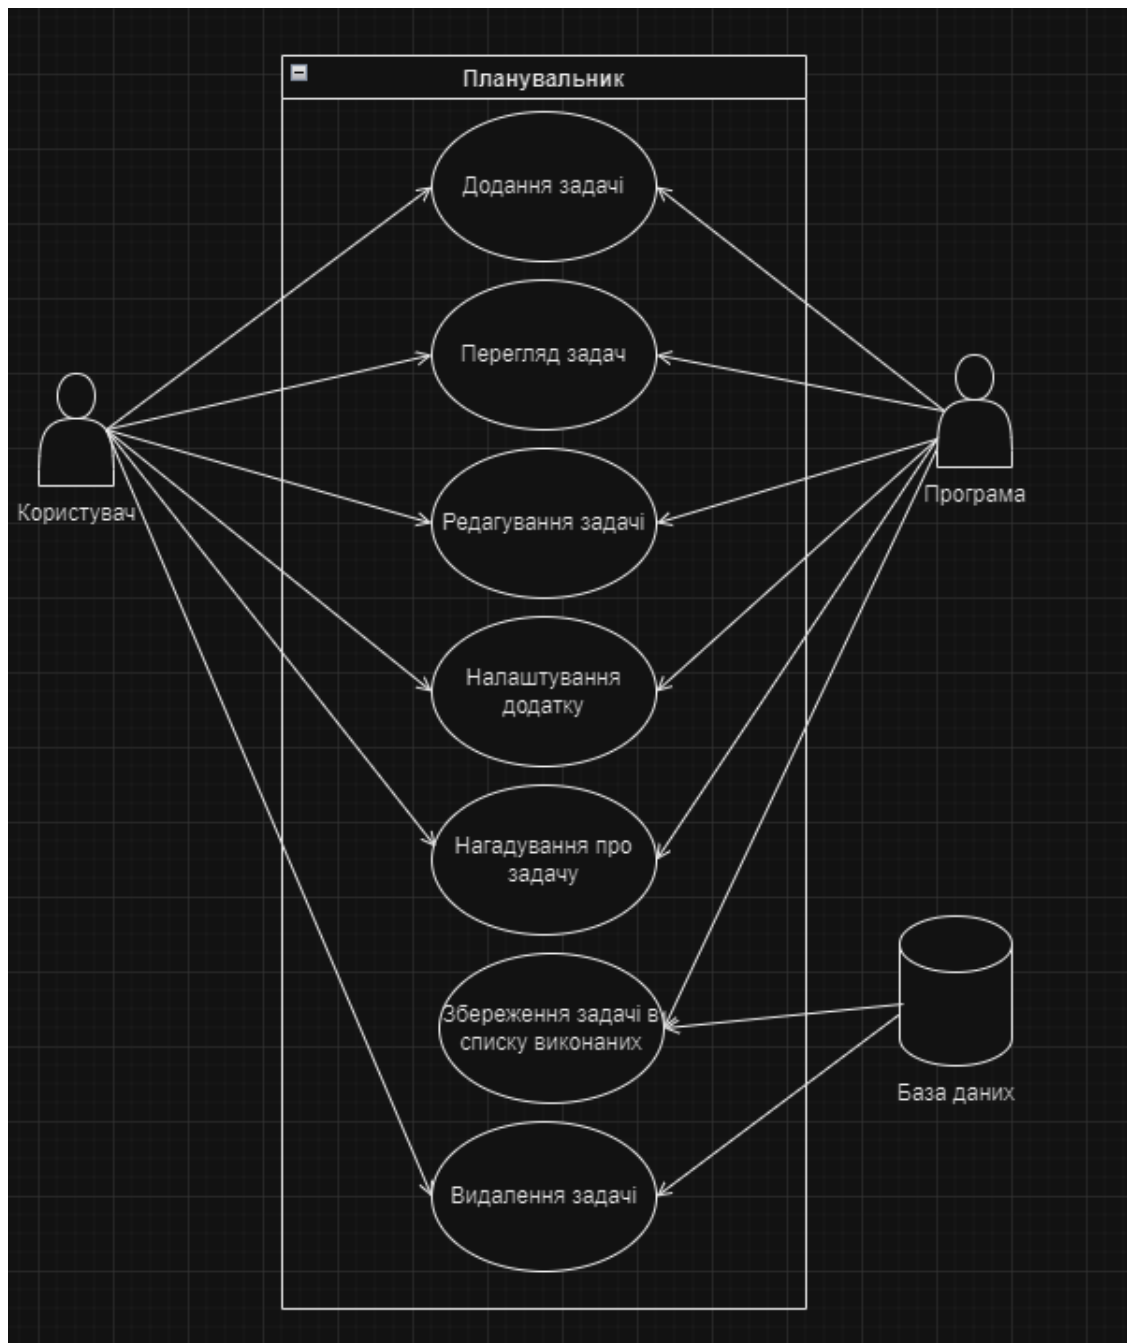 Планувальник
Додання задачі
Перегляд задач
Редагування задачі
Користувач
Програма
Налаштування
додатку
Нагадування про
задачу
Збереження задачі в
списку виконаних
База даних
Видалення задачі